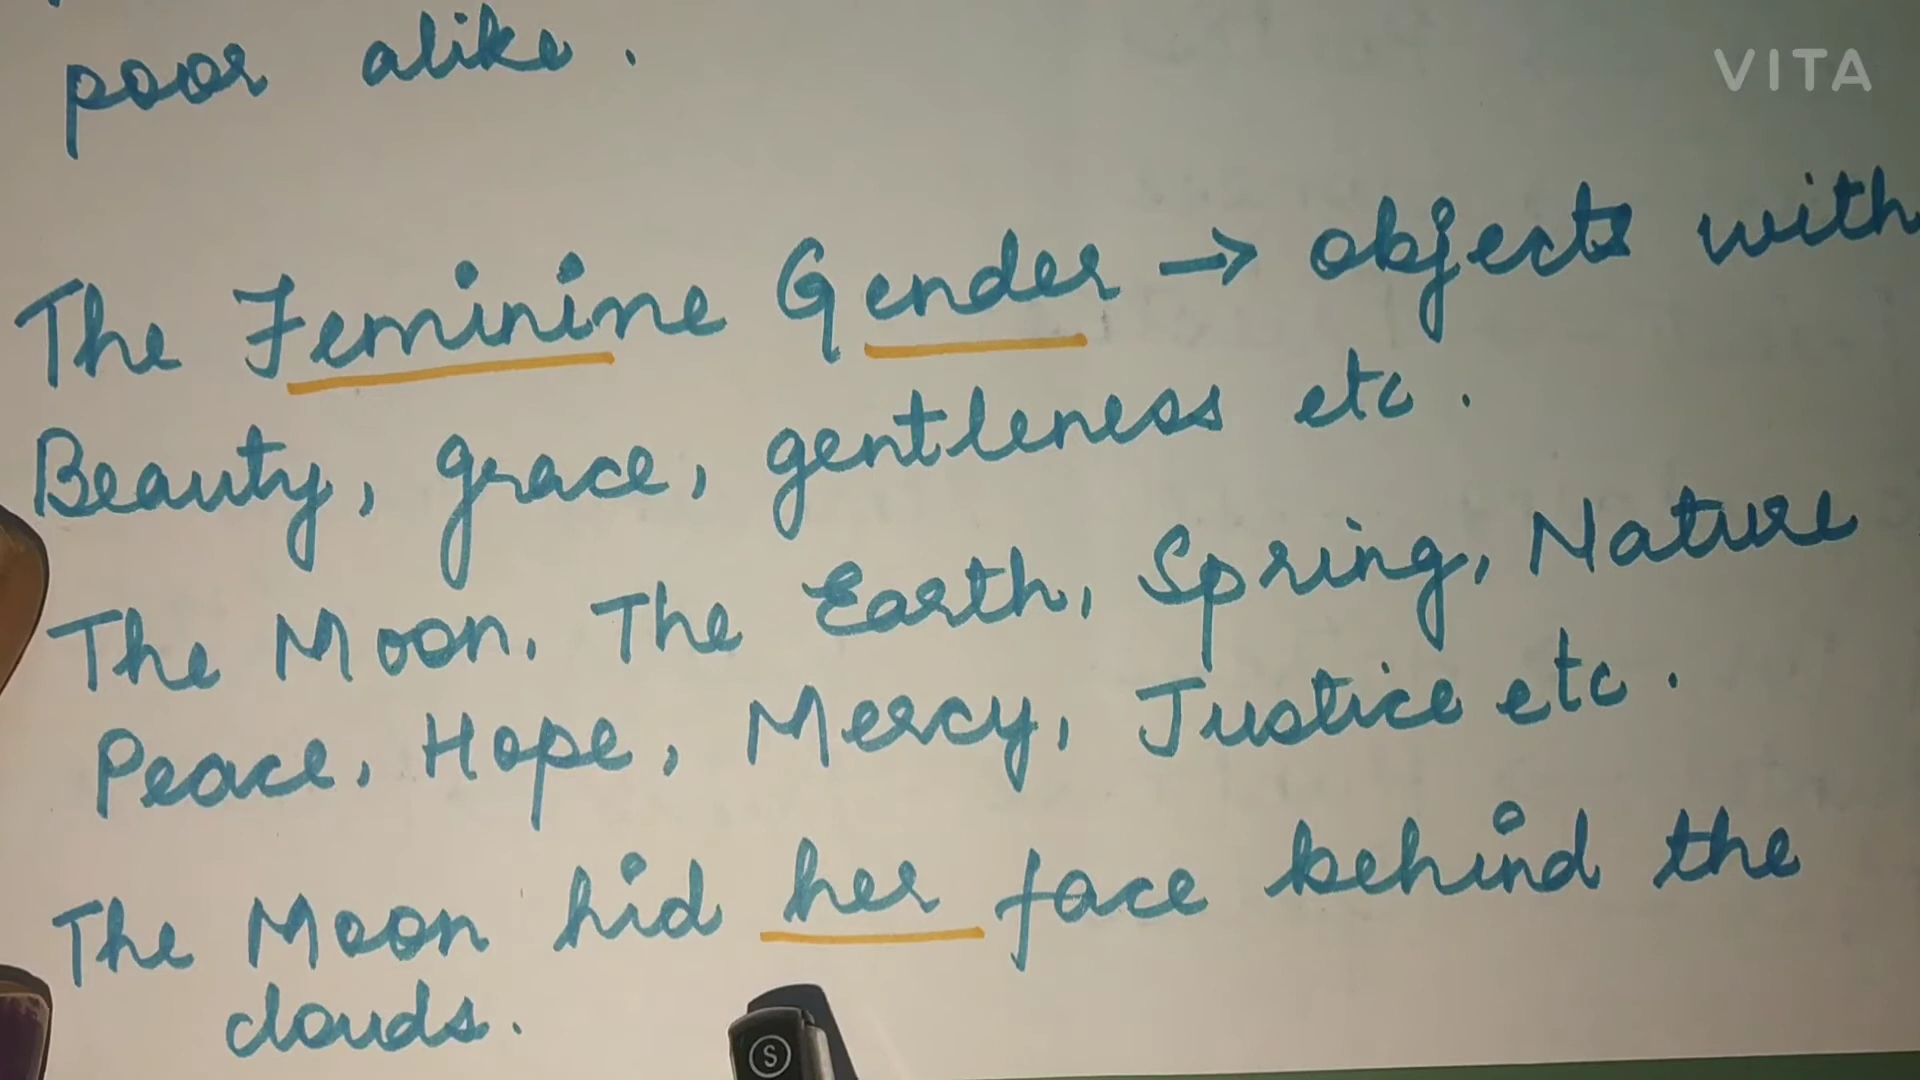 poor alike.
VITA
The Feminine Gender → objects with
Beauty, grace, gentleness etc.
The Moon, The Earth, Spring, Nature
Peace, Hope, Mercy, Justice etc.
The Moon hid her face behind the
clouds.
S